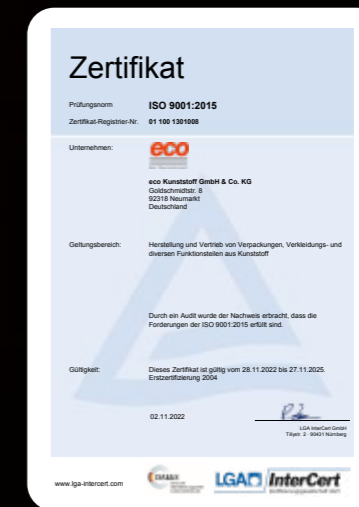 Zertifikat
Prüfungsnorm ISO 9001:2015
Zertifikat-Registrier-Nr. 01 100 1301008
Unternehmen: eco
eco Kunststoff GmbH & Co. KG
Goldschmidtstr. 8
92318 Neumarkt
Deutschland
Geltungsbereich: Herstellung und Vertrieb von Verpackungen, Verkleidungs- und
diversen Funktionsteilen aus Kunststoff
Durch ein Audit wurde der Nachweis erbracht, dass die
Forderungen der ISO 9001:2015 erfüllt sind.
Gültigkeit: Dieses Zertifikat ist gültig vom 28.11.2022 bis 27.11.2025.
Erstzertifizierung 2004
02.11.2022
LGA InterCert GmbH
Tillystr. 2 · 90431 Nürnberg
www.lga-intercert.com
DAkkS
LGA InterCert